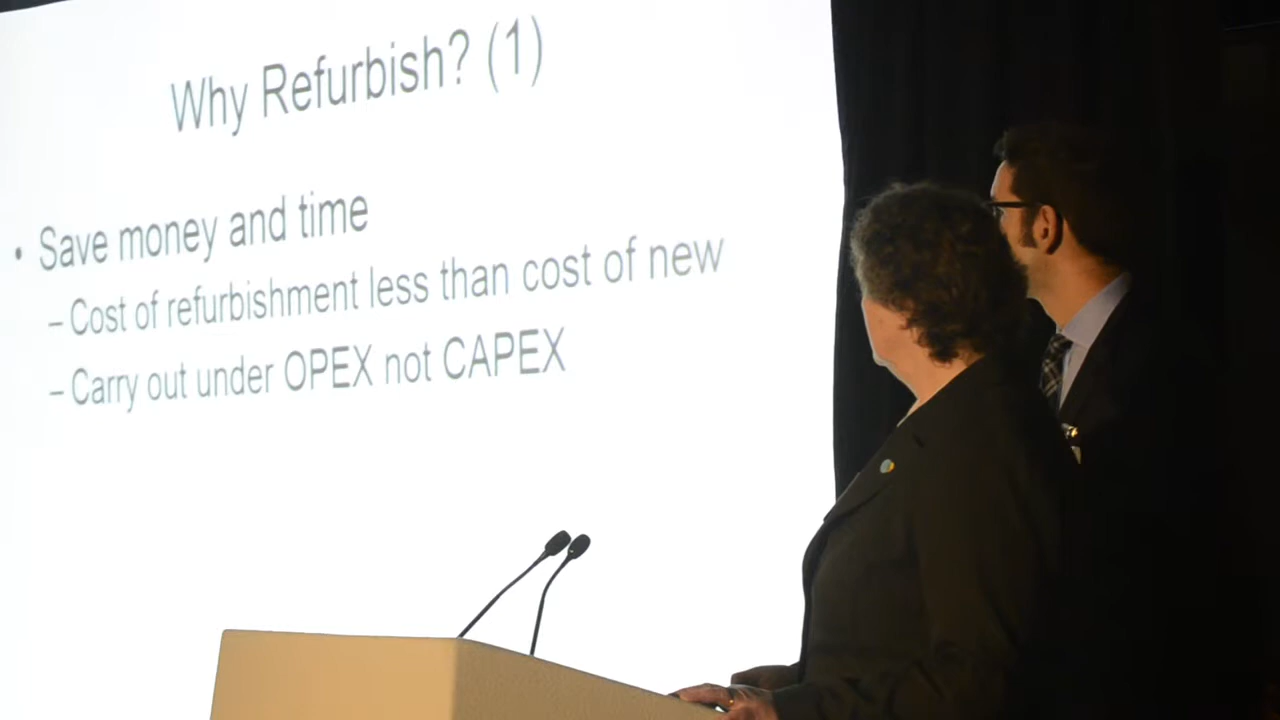 Why Refurbish? (1)
• Save money and time
– Cost of refurbishment less than cost of new
– Carry out under OPEX not CAPEX